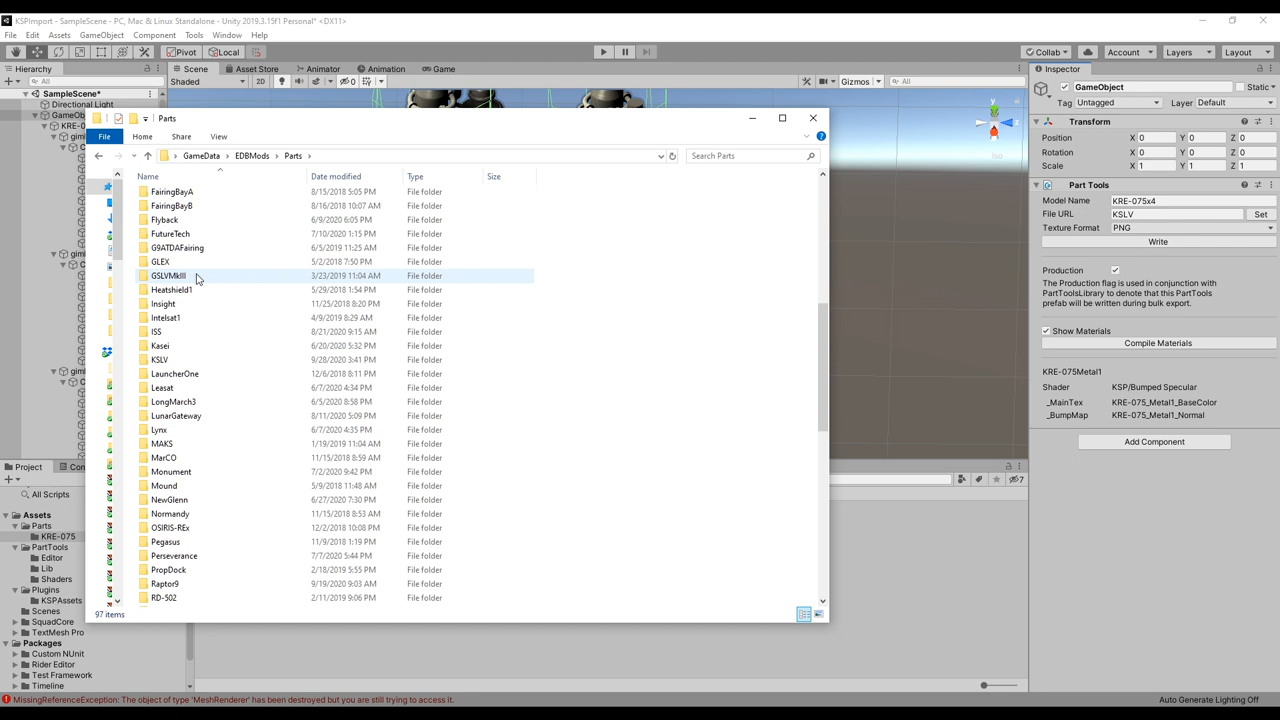 KSPImport - SampleScene - PC, Mac & Linux Standalone - Unity 2019.3.15f1 Personal* <DX11>
File Edit Assets GameObject Component Tools Window Help
Pivot Local Collab Account Layers Layout
Hierarchy Scene Asset Store Animator Animation Game Inspector
All Shaded 2D 0 Gizmos All
SampleScene*
Directional Light
GameObj
KRE-07
GameObject Static
Tag Untagged Layer Default
Transform
Position X 0 Y 0 Z 0
Rotation X 0 Y 0 Z 0
Scale X 1 Y 1 Z 1
Part Tools
Model Name KRE-075x4
File URL KSLV Set
Texture Format PNG
Write
Production
The Production flag is used in conjunction
with PartToolsLibrary to denote that this PartTools
prefab will be written during bulk export.
Show Materials
Compile Materials
KRE-075Metal1
Shader KSP/Bumped Specular
_MainTex KRE-075_Metal1_BaseColor
_BumpMap KRE-075_Metal1_Normal
Add Component
Parts
File Home Share View
GameData EDBMods Parts Search Parts
Name Date modified Type Size
FairingBayA 8/15/2018 5:05 PM File folder
FairingBayB 8/16/2018 10:07 AM File folder
Flyback 6/9/2020 6:05 PM File folder
FutureTech 7/10/2020 1:15 PM File folder
G9ATDAFairing 6/5/2019 11:25 AM File folder
GLEX 5/2/2018 7:50 PM File folder
GSLVMkIII 3/23/2019 11:04 AM File folder
Heatshield1 5/29/2018 1:54 PM File folder
Insight 11/25/2018 8:20 PM File folder
Intelsat1 4/9/2019 8:29 AM File folder
ISS 8/21/2020 9:15 AM File folder
Kasei 6/20/2020 5:32 PM File folder
KSLV 9/28/2020 3:41 PM File folder
LauncherOne 12/6/2018 8:11 PM File folder
Leasat 6/7/2020 4:34 PM File folder
LongMarch3 6/5/2020 8:58 PM File folder
LunarGateway 8/11/2020 5:09 PM File folder
Lynx 6/7/2020 4:35 PM File folder
MAKS 1/19/2019 11:04 AM File folder
MarCO 11/15/2018 8:59 AM File folder
Monument 7/2/2020 9:42 PM File folder
Mound 5/9/2018 11:48 AM File folder
NewGlenn 6/27/2020 7:30 PM File folder
Normandy 11/15/2018 8:53 AM File folder
OSIRIS-REx 12/2/2018 10:08 PM File folder
Pegasus 11/9/2018 1:19 PM File folder
Perseverance 7/7/2020 5:44 PM File folder
PropDock 2/18/2019 5:55 PM File folder
Raptor9 9/19/2020 9:03 AM File folder
RD-502 2/11/2019 9:06 PM File folder
97 items
Project Con
7
All Scripts
Assets
Parts
KRE-075
PartTools
Editor
Lib
Shaders
Plugins
KSPAssets
Scenes
SquadCore
TextMesh Pro
Packages
Custom NUnit
Rider Editor
Test Framework
Timeline
MissingReferenceException: The object of type 'MeshRenderer' has been destroyed but you are still trying to access it.
Auto Generate Lighting Off